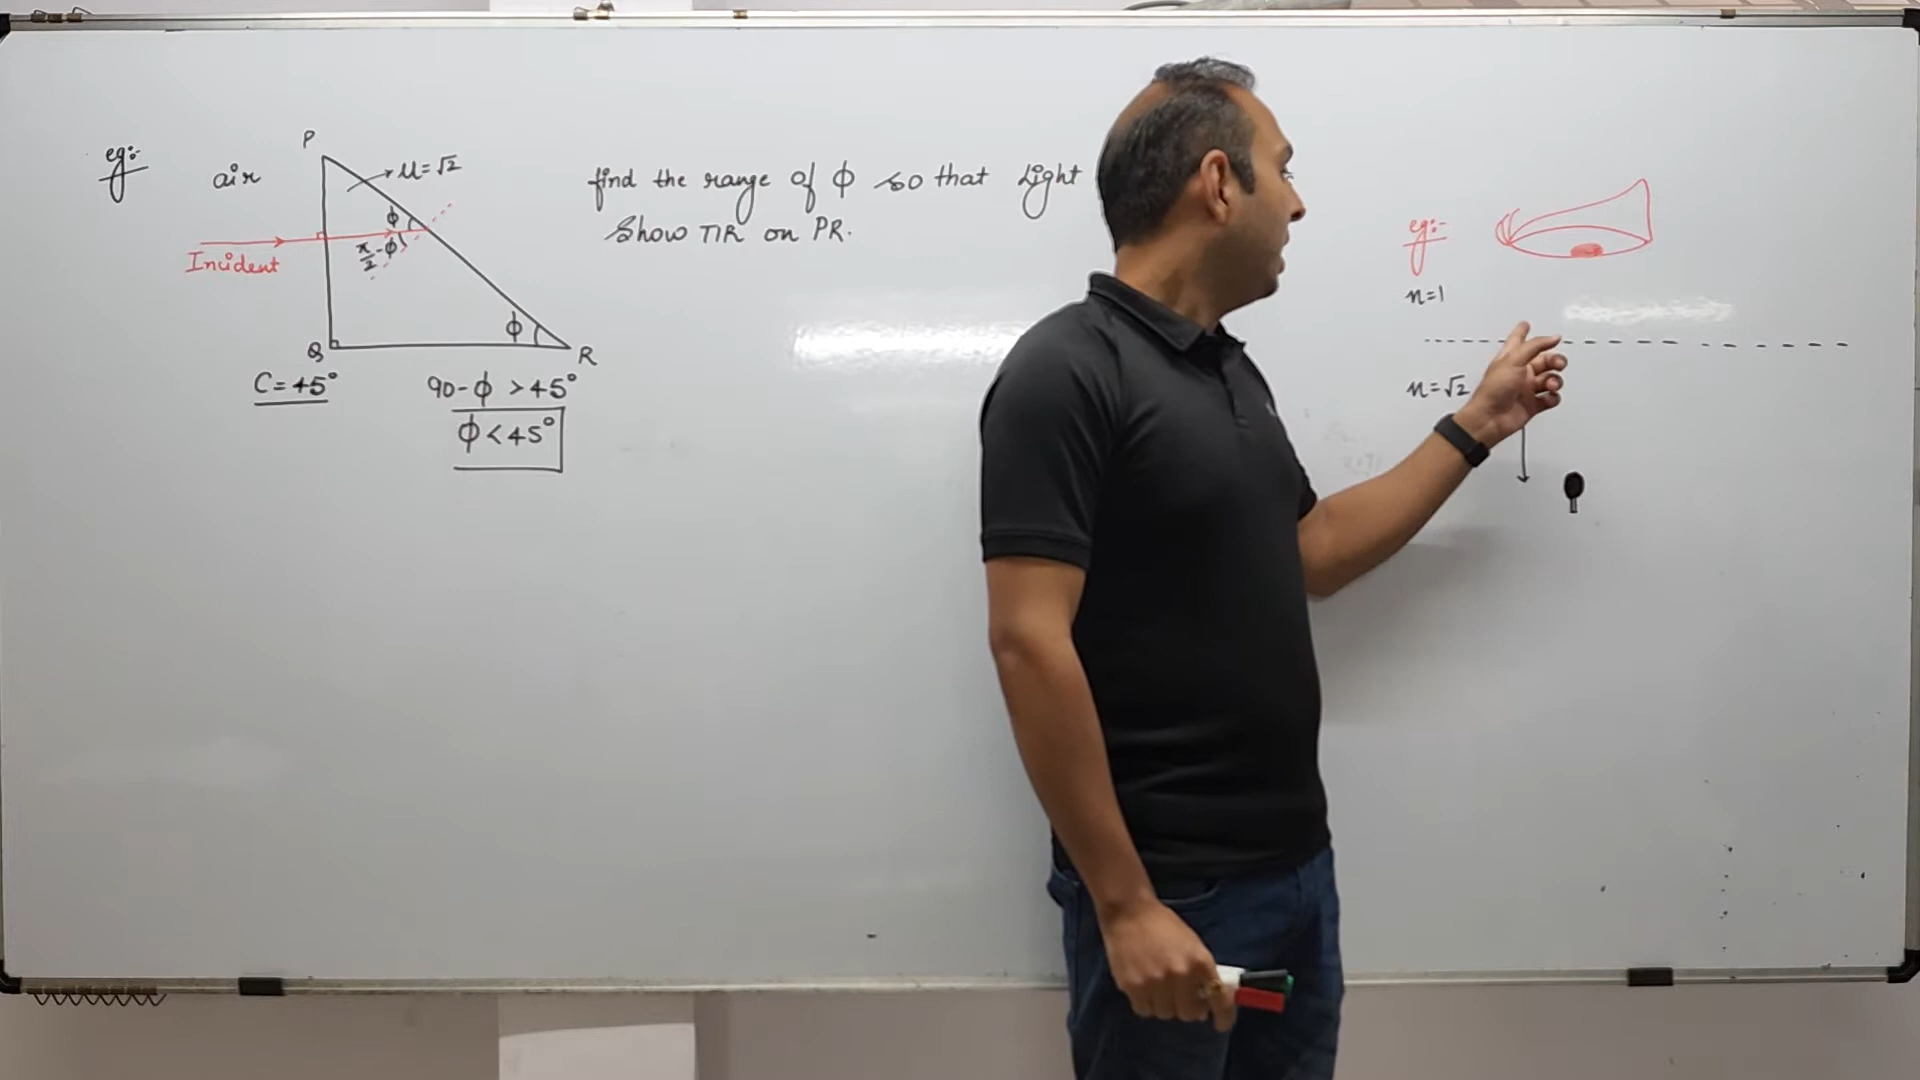 eg:-
air
P
μ=√2
ϕ
π/2-ϕ
Incident
ϕ
Q
R
C=45°
90-ϕ >45°
ϕ<45°
find the range of ϕ so that light
show TIR on PR.
eg:-
n=1
n=√2